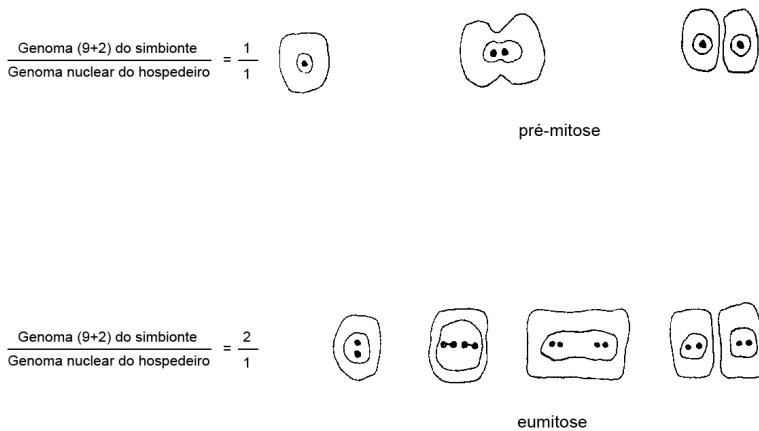 Genoma (9+2) do simbionte
Genoma nuclear do hospedeiro
= 1
1
pré-mitose
Genoma (9+2) do simbionte
Genoma nuclear do hospedeiro
= 2
1
eumitose